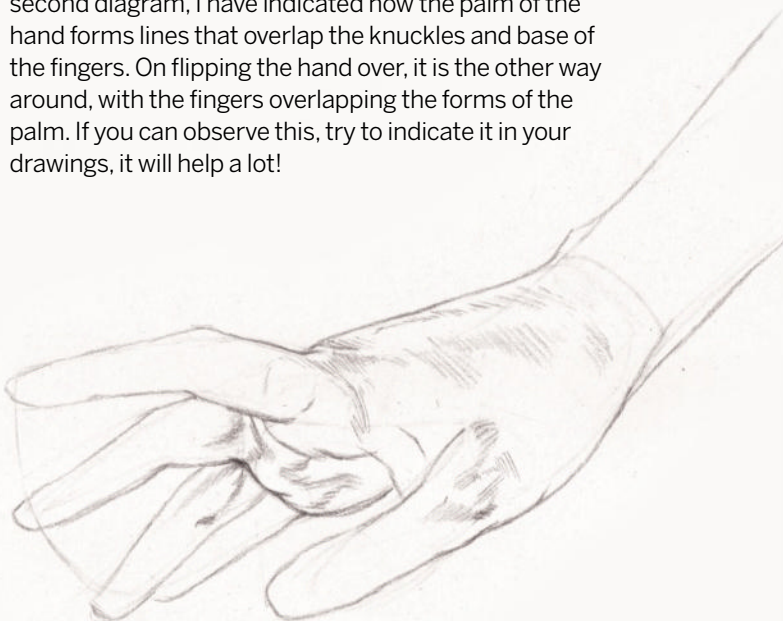 second diagram, I have indicated how the palm of the
hand forms lines that overlap the knuckles and base of
the fingers. On flipping the hand over, it is the other way
around, with the fingers overlapping the forms of the
palm. If you can observe this, try to indicate it in your
drawings, it will help a lot!